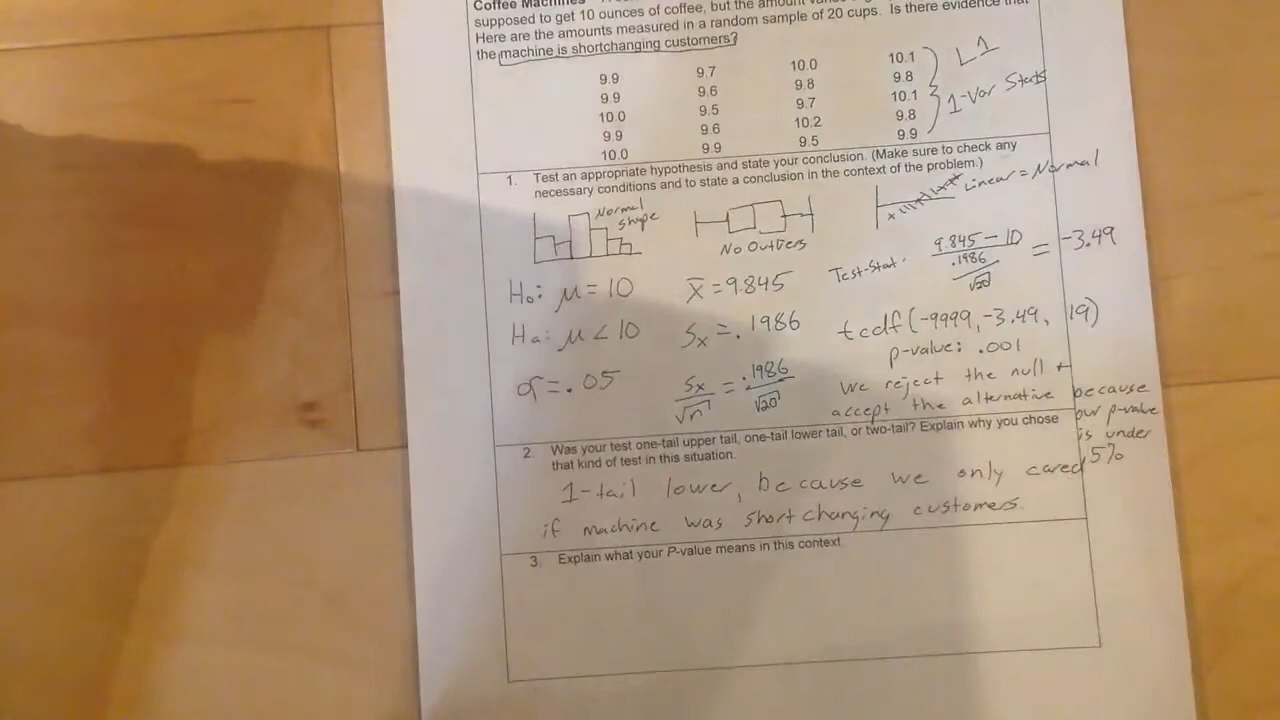 Coffee Machines
supposed to get 10 ounces of coffee, but the amount
Here are the amounts measured in a random sample of 20 cups. Is there evidence that
the machine is shortchanging customers?
9.9 9.7 10.0 10.1
9.9 9.6 9.8 9.8
10.0 9.5 9.7 10.1
9.9 9.6 10.2 9.8
10.0 9.9 9.5 9.9
L1
1-Var Starts
1. Test an appropriate hypothesis and state your conclusion. (Make sure to check any
necessary conditions and to state a conclusion in the context of the problem.)
Normal
shape
No Outliers
Linear = Normal
H₀: μ = 10
Hₐ: μ < 10
σ = .05
x̄ = 9.845
Sₓ = .1986
Sₓ/√n = .1986/√20
Test-Stat. (9.845 - 10)/(.1986/√20) = -3.49
tcdf(-9999, -3.49, 19)
p-value: .001
We reject the null +
accept the alternative because
our p-value
is under
5%
2. Was your test one-tail upper tail, one-tail lower tail, or two-tail? Explain why you chose
that kind of test in this situation.
1-tail lower, because we only cared
if machine was shortchanging customers.
3. Explain what your P-value means in this context.